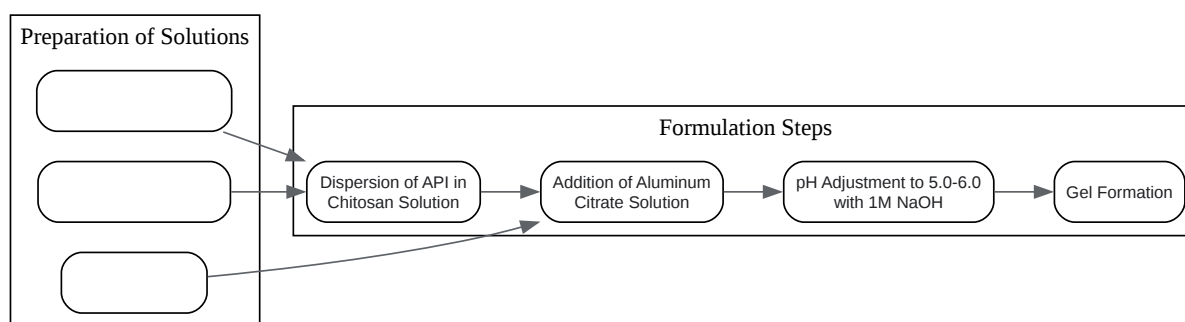 Preparation of Solutions
Formulation Steps
Dispersion of API in
Chitosan Solution
Addition of Aluminum
Citrate Solution
pH Adjustment to 5.0-6.0
with 1M NaOH
Gel Formation